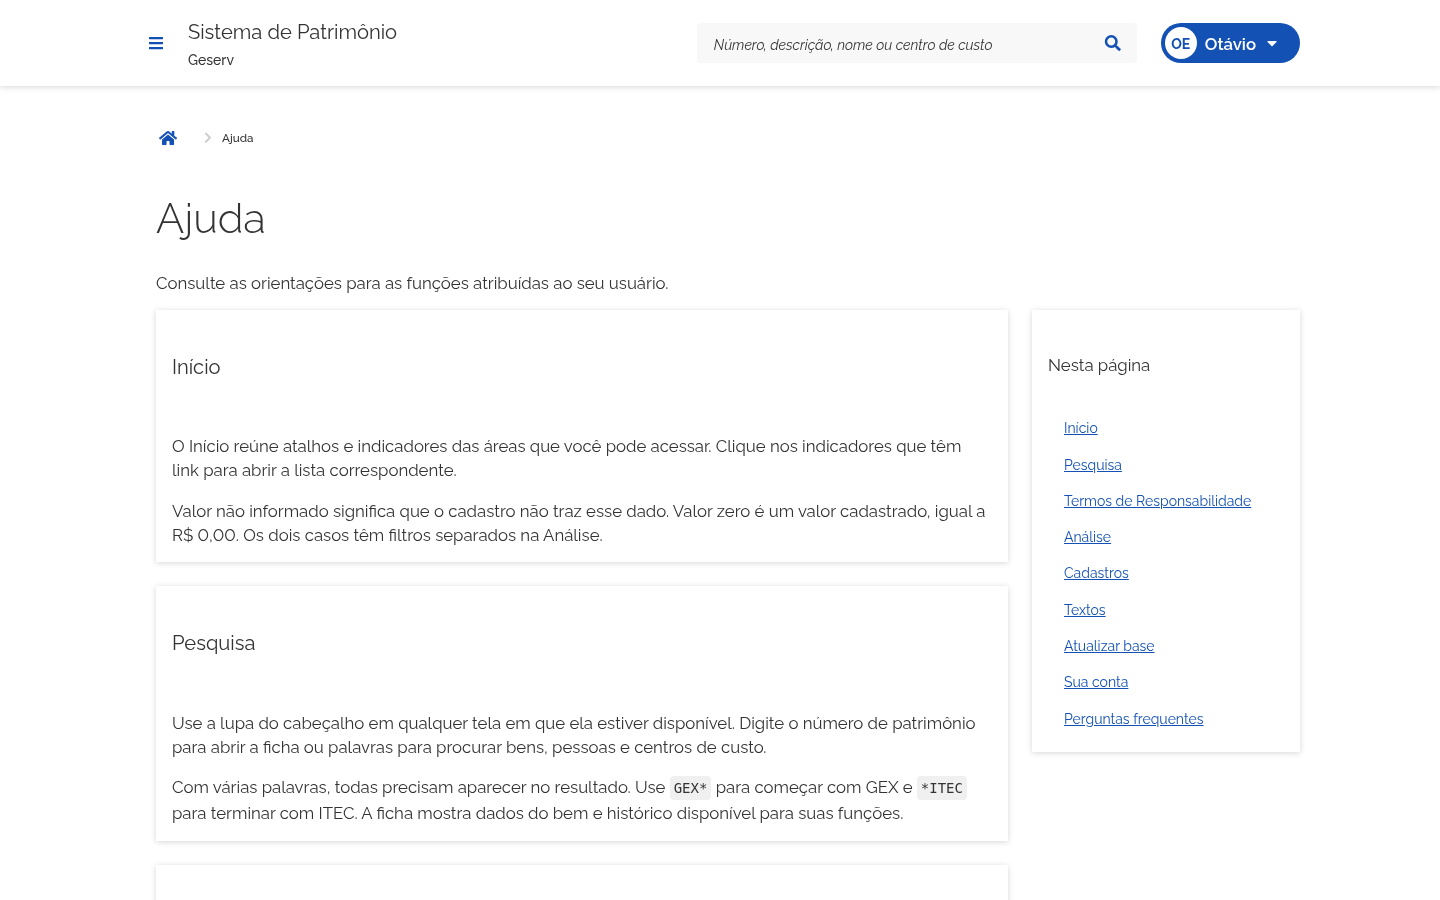 Sistema de Patrimônio
Geserv
Número, descrição, nome ou centro de custo
OE Otávio
Ajuda
Ajuda
Consulte as orientações para as funções atribuídas ao seu usuário.
Início
O Início reúne atalhos e indicadores das áreas que você pode acessar. Clique nos indicadores que têm
link para abrir a lista correspondente.
Valor não informado significa que o cadastro não traz esse dado. Valor zero é um valor cadastrado, igual a
R$ 0,00. Os dois casos têm filtros separados na Análise.
Pesquisa
Use a lupa do cabeçalho em qualquer tela em que ela estiver disponível. Digite o número de patrimônio
para abrir a ficha ou palavras para procurar bens, pessoas e centros de custo.
Com várias palavras, todas precisam aparecer no resultado. Use GEX* para começar com GEX e *ITEC
para terminar com ITEC. A ficha mostra dados do bem e histórico disponível para suas funções.
Nesta página
Início
Pesquisa
Termos de Responsabilidade
Análise
Cadastros
Textos
Atualizar base
Sua conta
Perguntas frequentes